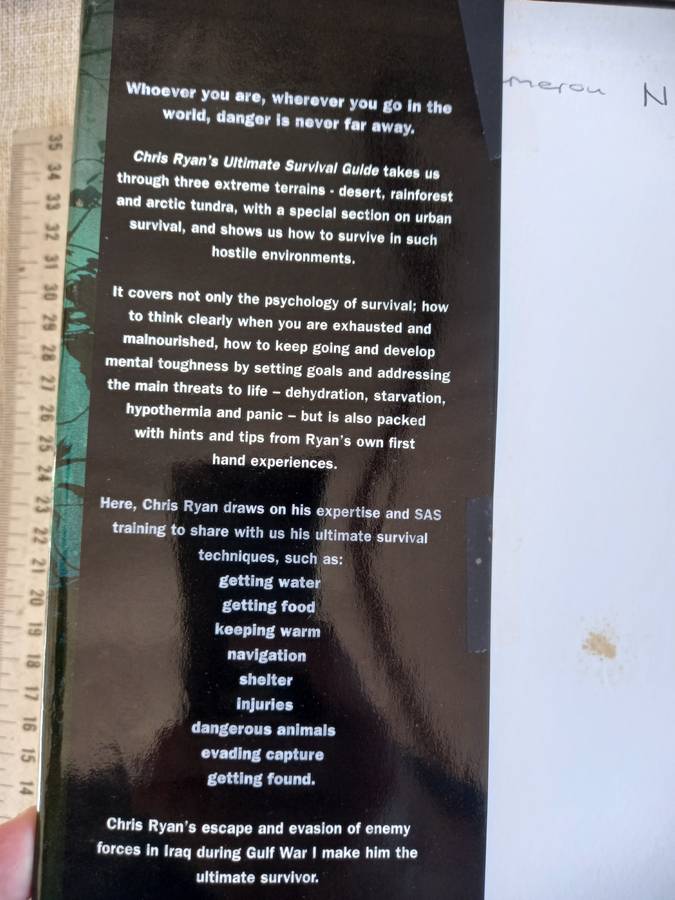 Whoever you are, wherever you go in the
world, danger is never far away.
Chris Ryan's Ultimate Survival Guide takes us
through three extreme terrains - desert, rainforest
and arctic tundra, with a special section on urban
survival, and shows us how to survive in such
hostile environments.
It covers not only the psychology of survival; how
to think clearly when you are exhausted and
malnourished, how to keep going and develop
mental toughness by setting goals and addressing
the main threats to life – dehydration, starvation,
hypothermia and panic – but is also packed
with hints and tips from Ryan's own first
hand experiences.
Here, Chris Ryan draws on his expertise and SAS
training to share with us his ultimate survival
techniques, such as:
getting water
getting food
keeping warm
navigation
shelter
injuries
dangerous animals
evading capture
getting found.
Chris Ryan's escape and evasion of enemy
forces in Iraq during Gulf War I make him the
ultimate survivor.
meron N
35
34
33
32
31
30
29
28
27
26
25
24
23
22
21
20
19
18
17
16
15
14